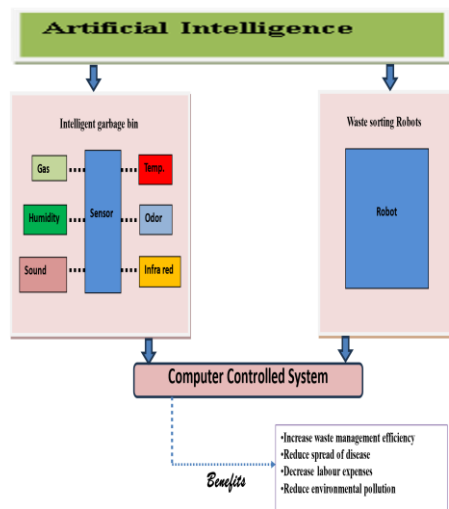 Artificial Intelligence
Intelligent garbage bin
Gas
Humidity
Sound
Sensor
Temp.
Odor
Infra red
Waste sorting Robots
Robot
Computer Controlled System
Benefits
•Increase waste management efficiency
•Reduce spread of disease
•Decrease labour expenses
•Reduce environmental pollution